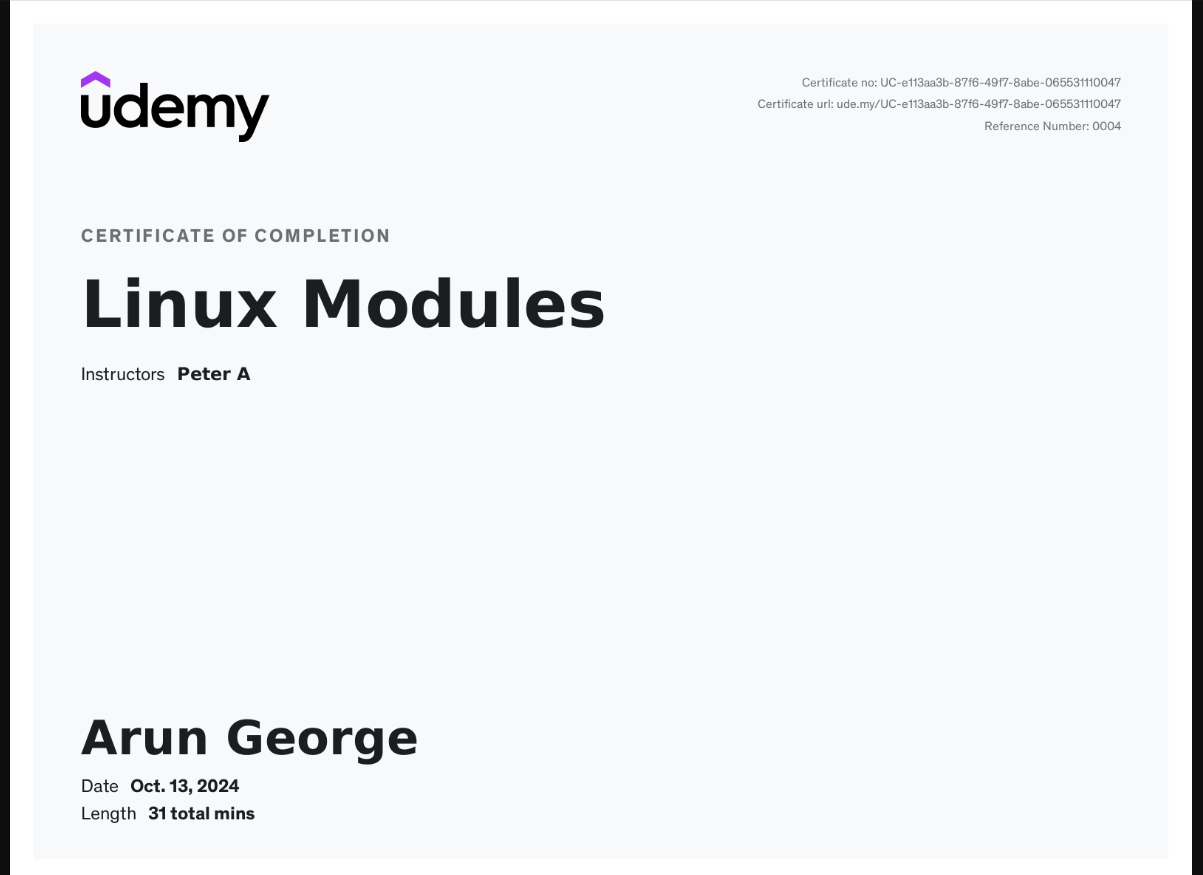 udemy
Certificate no: UC-e113aa3b-87f6-49f7-8abe-065531110047
Certificate url: ude.my/UC-e113aa3b-87f6-49f7-8abe-065531110047
Reference Number: 0004
CERTIFICATE OF COMPLETION
Linux Modules
Instructors Peter A
Arun George
Date Oct. 13, 2024
Length 31 total mins